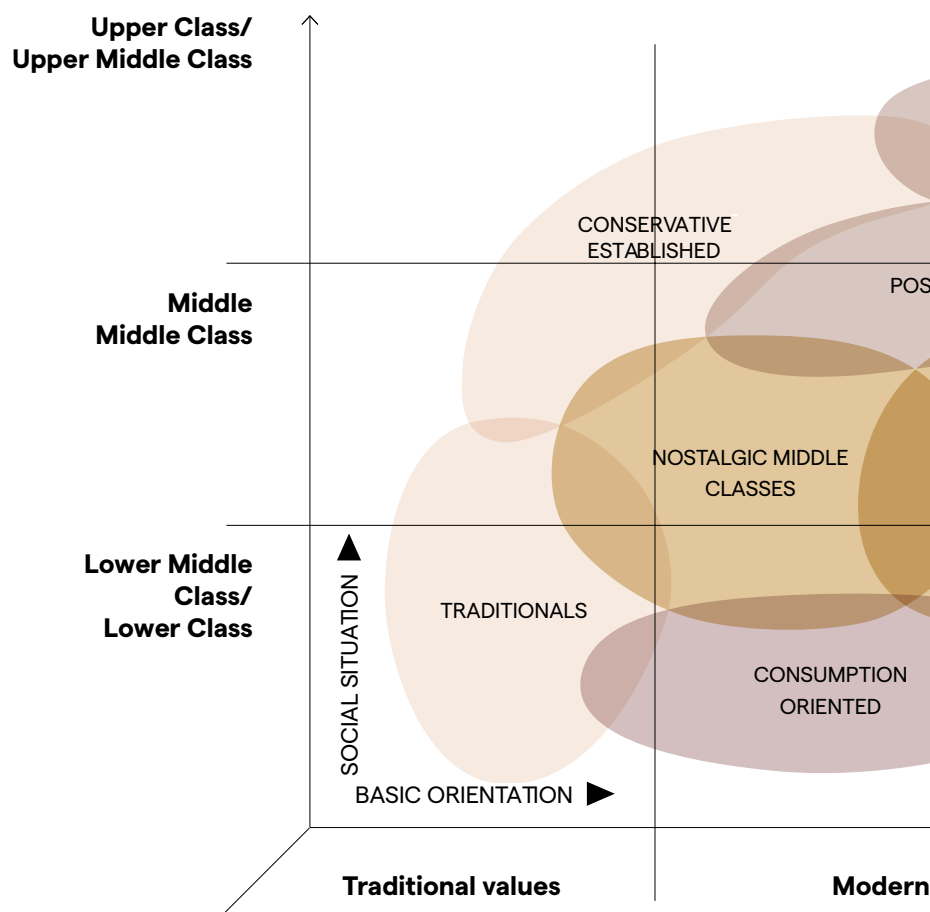 Upper Class/
Upper Middle Class
CONSERVATIVE
ESTABLISHED
Middle
Middle Class
POS
NOSTALGIC MIDDLE
CLASSES
Lower Middle
Class/
Lower Class
SOCIAL SITUATION
TRADITIONALS
CONSUMPTION
ORIENTED
BASIC ORIENTATION
Traditional values
Modern